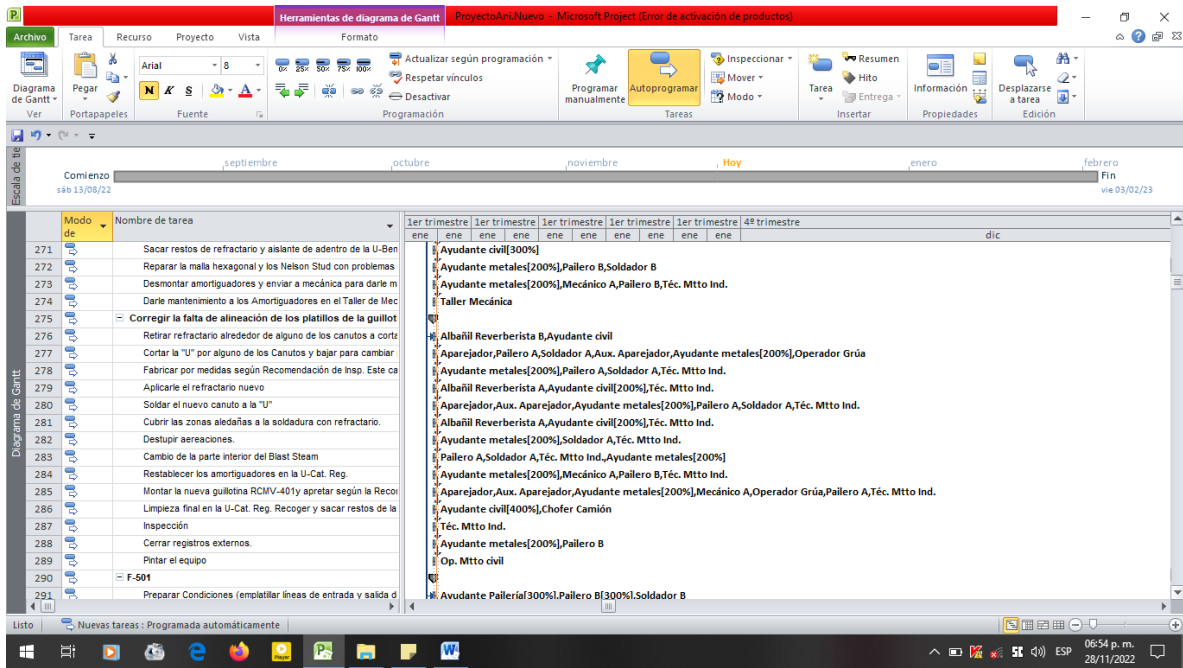 Herramientas de diagrama de Gantt
ProyectoAni.Nuevo - Microsoft Project (Error de activación de productos)
Archivo Tarea Recurso Proyecto Vista Formato
Diagrama de Gantt
Ver
Pegar
Portapapeles
Arial 8
N K S A
Fuente
0% 25% 50% 75% 100%
Actualizar según programación
Respetar vínculos
Desactivar
Programación
Programar manualmente
Autoprogramar
Inspeccionar
Mover
Modo
Tareas
Tarea
Resumen
Hito
Entrega
Insertar
Información
Propiedades
Desplazarse a tarea
Edición
Escala de tie
septiembre octubre noviembre Hoy enero febrero
Comienzo
sáb 13/08/22
Fin
vie 03/02/23
Diagrama de Gantt
Modo de
Nombre de tarea
1er trimestre 1er trimestre 1er trimestre 1er trimestre 1er trimestre 4º trimestre
ene ene ene ene ene ene ene ene ene ene dic
271 Sacar restos de refractario y aislante de adentro de la U-Ben Ayudante civil[300%]
272 Reparar la malla hexagonal y los Nelson Stud con problemas Ayudante metales[200%],Pailero B,Soldador B
273 Desmontar amortiguadores y enviar a mecánica para darle m Ayudante metales[200%],Mecánico A,Pailero B,Téc. Mtto Ind.
274 Darle mantenimiento a los Amortiguadores en el Taller de Mec Taller Mecánica
275 Corregir la falta de alineación de los platillos de la guillot
276 Retirar refractario alrededor de alguno de los canutos a corta Albañil Reverberista B,Ayudante civil
277 Cortar la "U" por alguno de los Canutos y bajar para cambiar Aparejador,Pailero A,Soldador A,Aux. Aparejador,Ayudante metales[200%],Operador Grúa
278 Fabricar por medidas según Recomendación de Insp. Este ca Ayudante metales[200%],Pailero A,Soldador A,Téc. Mtto Ind.
279 Aplicarle el refractario nuevo Albañil Reverberista A,Ayudante civil[200%],Téc. Mtto Ind.
280 Soldar el nuevo canuto a la "U" Aparejador,Aux. Aparejador,Ayudante metales[200%],Pailero A,Soldador A,Téc. Mtto Ind.
281 Cubrir las zonas aledañas a la soldadura con refractario. Albañil Reverberista A,Ayudante civil[200%],Téc. Mtto Ind.
282 Destupir aereaciones. Ayudante metales[200%],Soldador A,Téc. Mtto Ind.
283 Cambio de la parte interior del Blast Steam Pailero A,Soldador A,Téc. Mtto Ind.,Ayudante metales[200%]
284 Restablecer los amortiguadores en la U-Cat. Reg. Ayudante metales[200%],Mecánico A,Pailero B,Téc. Mtto Ind.
285 Montar la nueva guillotina RCMV-401y apretar según la Recor Aparejador,Aux. Aparejador,Ayudante metales[200%],Mecánico A,Operador Grúa,Pailero A,Téc. Mtto Ind.
286 Limpieza final en la U-Cat. Reg. Recoger y sacar restos de la Ayudante civil[400%],Chofer Camión
287 Inspección Téc. Mtto Ind.
288 Cerrar registros externos. Ayudante metales[200%],Pailero B
289 Pintar el equipo Op. Mtto civil
290 F-501
291 Preparar Condiciones (emplatillar líneas de entrada y salida d Ayudante Pailería[300%],Pailero B[300%],Soldador B
Listo Nuevas tareas : Programada automáticamente
ESP
06:54 p. m.
28/11/2022